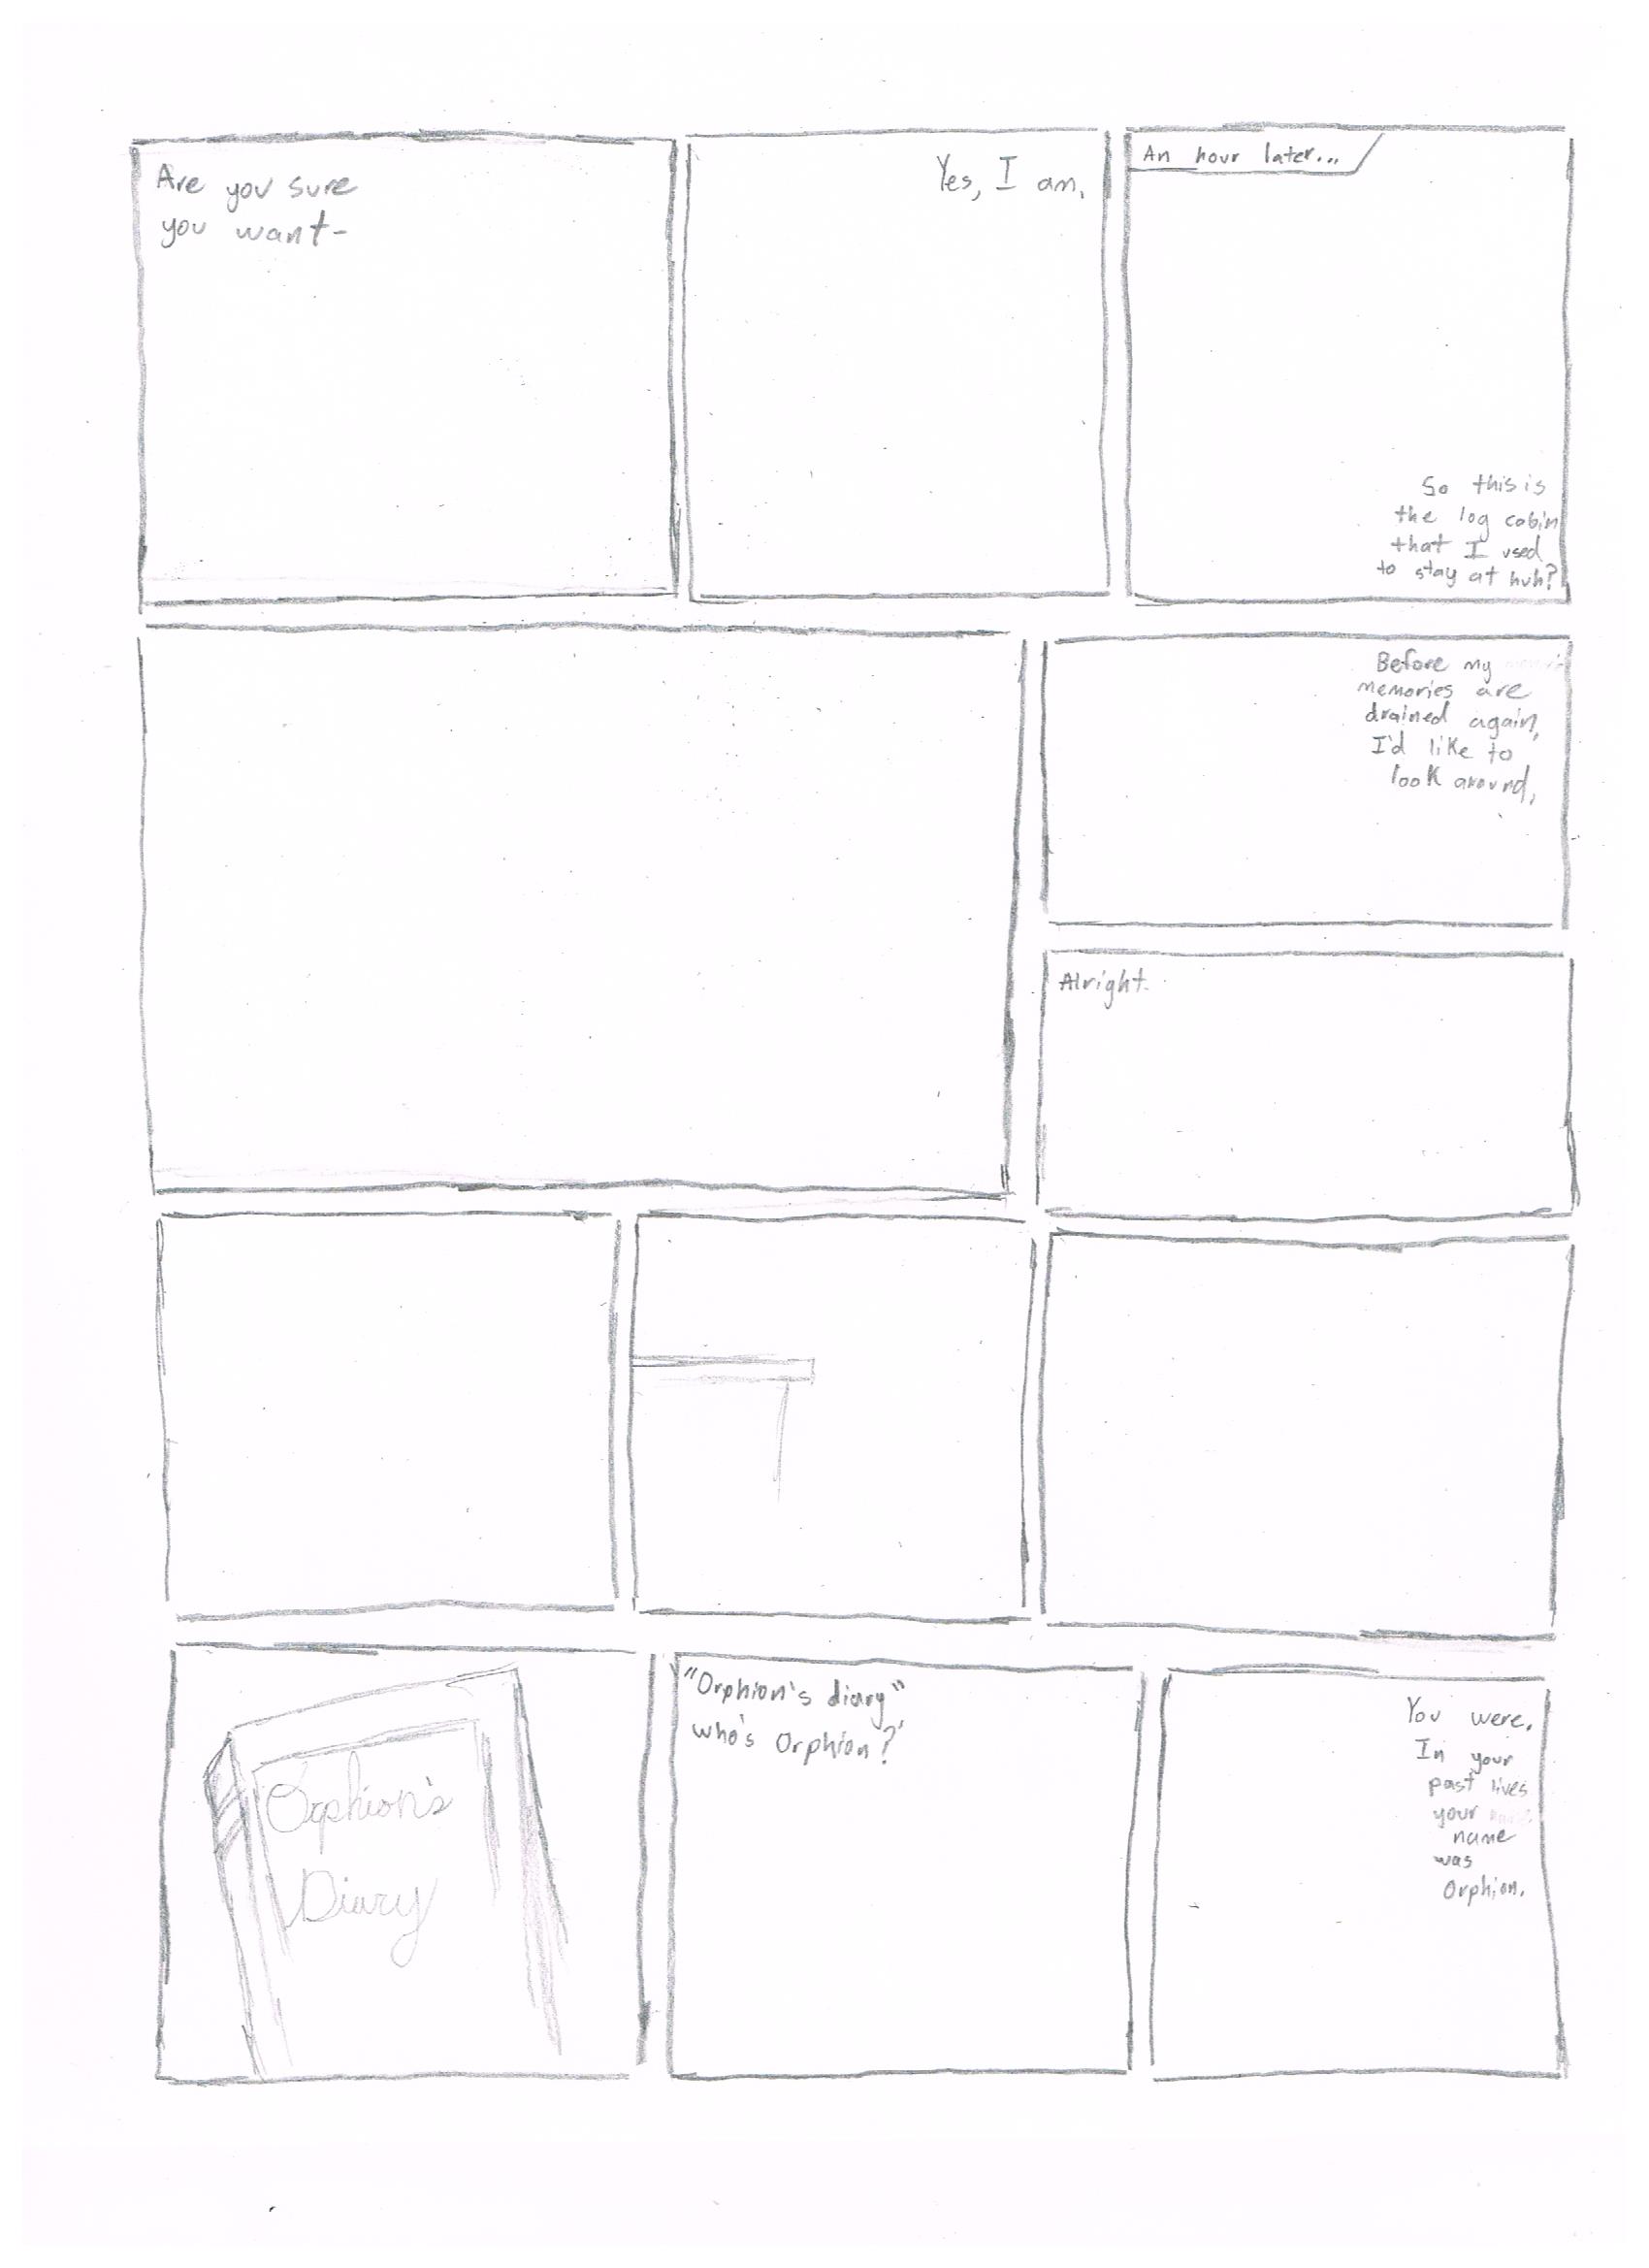 Are you sure
you want-
Yes, I am.
An hour later...
So this is
the log cabin
that I used
to stay at huh?
Before my
memories are
drained again,
I'd like to
look around.
Alright.
Orphion's
Diary
"Orphion's diary"
who's Orphion?
You were.
In your
past lives
your
name
was
Orphion.